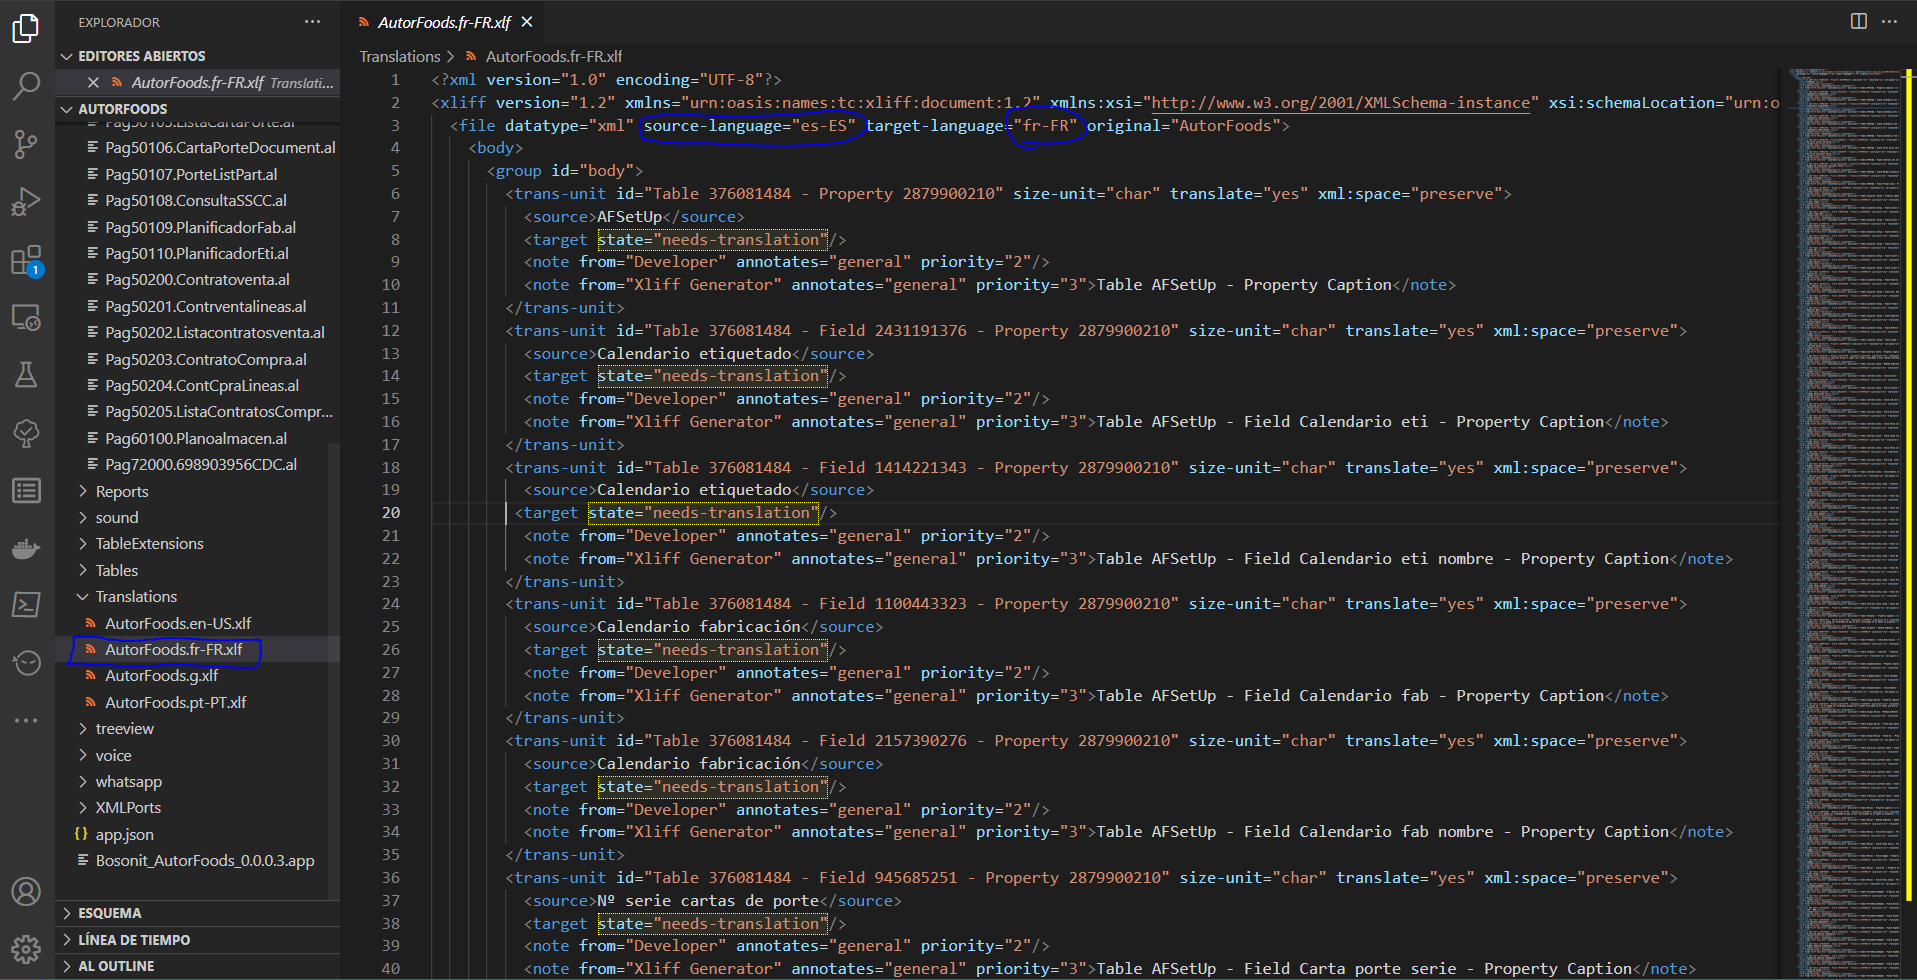 EXPLORADOR
EDITORES ABIERTOS
AutorFoods.fr-FR.xlf Translati...
AUTORFOODS
Pag50105.ListaCartaPorte.al
Pag50106.CartaPorteDocument.al
Pag50107.PorteListPart.al
Pag50108.ConsultaSSCC.al
Pag50109.PlanificadorFab.al
Pag50110.PlanificadorEti.al
Pag50200.Contratoventa.al
Pag50201.Contrventalineas.al
Pag50202.Listacontratosventa.al
Pag50203.ContratoCompra.al
Pag50204.ContCpraLineas.al
Pag50205.ListaContratosCompr...
Pag60100.Planoalmacen.al
Pag72000.698903956CDC.al
Reports
sound
TableExtensions
Tables
Translations
AutorFoods.en-US.xlf
AutorFoods.fr-FR.xlf
AutorFoods.g.xlf
AutorFoods.pt-PT.xlf
treeview
voice
whatsapp
XMLPorts
{} app.json
Bosonit_AutorFoods_0.0.0.3.app
ESQUEMA
LÍNEA DE TIEMPO
AL OUTLINE
1
AutorFoods.fr-FR.xlf
Translations > AutorFoods.fr-FR.xlf
1 <?xml version="1.0" encoding="UTF-8"?>
2 <xliff version="1.2" xmlns="urn:oasis:names:tc:xliff:document:1.2" xmlns:xsi="http://www.w3.org/2001/XMLSchema-instance" xsi:schemaLocation="urn:o
3 <file datatype="xml" source-language="es-ES" target-language="fr-FR" original="AutorFoods">
4 <body>
5 <group id="body">
6 <trans-unit id="Table 376081484 - Property 2879900210" size-unit="char" translate="yes" xml:space="preserve">
7 <source>AFSetUp</source>
8 <target state="needs-translation"/>
9 <note from="Developer" annotates="general" priority="2"/>
10 <note from="Xliff Generator" annotates="general" priority="3">Table AFSetUp - Property Caption</note>
11 </trans-unit>
12 <trans-unit id="Table 376081484 - Field 2431191376 - Property 2879900210" size-unit="char" translate="yes" xml:space="preserve">
13 <source>Calendario etiquetado</source>
14 <target state="needs-translation"/>
15 <note from="Developer" annotates="general" priority="2"/>
16 <note from="Xliff Generator" annotates="general" priority="3">Table AFSetUp - Field Calendario eti - Property Caption</note>
17 </trans-unit>
18 <trans-unit id="Table 376081484 - Field 1414221343 - Property 2879900210" size-unit="char" translate="yes" xml:space="preserve">
19 <source>Calendario etiquetado</source>
20 <target state="needs-translation"/>
21 <note from="Developer" annotates="general" priority="2"/>
22 <note from="Xliff Generator" annotates="general" priority="3">Table AFSetUp - Field Calendario eti nombre - Property Caption</note>
23 </trans-unit>
24 <trans-unit id="Table 376081484 - Field 1100443323 - Property 2879900210" size-unit="char" translate="yes" xml:space="preserve">
25 <source>Calendario fabricación</source>
26 <target state="needs-translation"/>
27 <note from="Developer" annotates="general" priority="2"/>
28 <note from="Xliff Generator" annotates="general" priority="3">Table AFSetUp - Field Calendario fab - Property Caption</note>
29 </trans-unit>
30 <trans-unit id="Table 376081484 - Field 2157390276 - Property 2879900210" size-unit="char" translate="yes" xml:space="preserve">
31 <source>Calendario fabricación</source>
32 <target state="needs-translation"/>
33 <note from="Developer" annotates="general" priority="2"/>
34 <note from="Xliff Generator" annotates="general" priority="3">Table AFSetUp - Field Calendario fab nombre - Property Caption</note>
35 </trans-unit>
36 <trans-unit id="Table 376081484 - Field 945685251 - Property 2879900210" size-unit="char" translate="yes" xml:space="preserve">
37 <source>Nº serie cartas de porte</source>
38 <target state="needs-translation"/>
39 <note from="Developer" annotates="general" priority="2"/>
40 <note from="Xliff Generator" annotates="general" priority="3">Table AFSetUp - Field Carta porte serie - Property Caption</note>